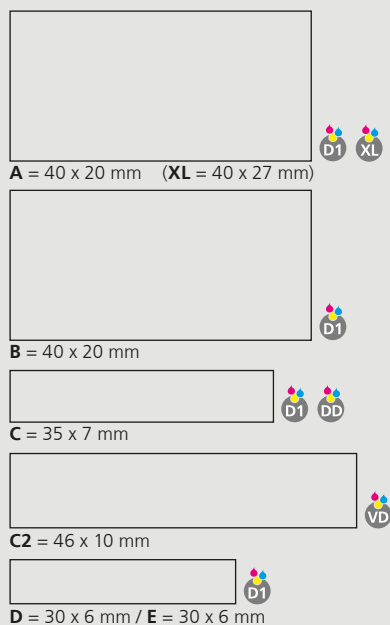 D1 XL
A = 40 x 20 mm (XL = 40 x 27 mm)
D1
B = 40 x 20 mm
D1 DD
C = 35 x 7 mm
VD
C2 = 46 x 10 mm
D1
D = 30 x 6 mm / E = 30 x 6 mm